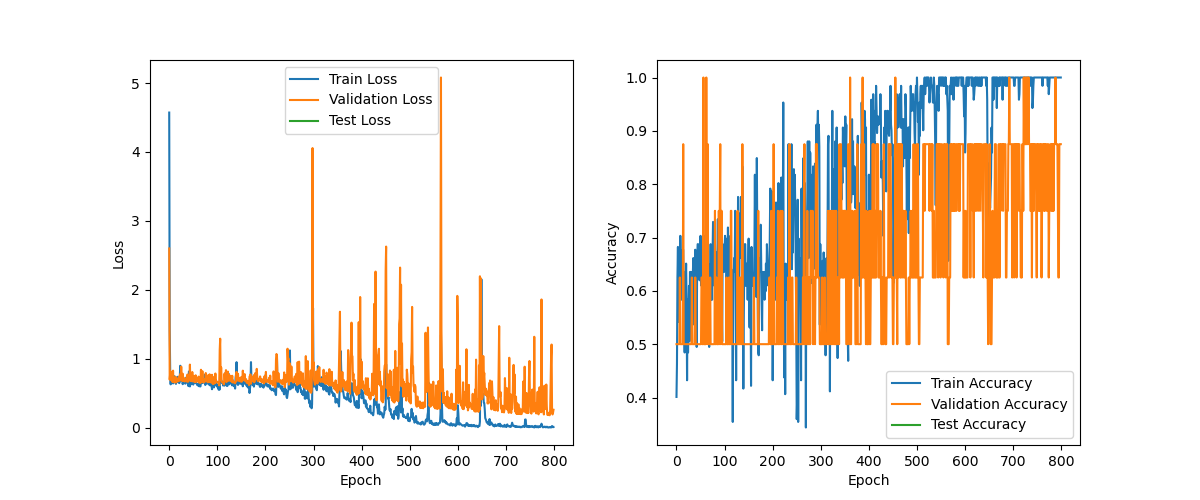 5
4
3
2
1
0
Loss
0 100 200 300 400 500 600 700 800
Epoch
Train Loss
Validation Loss
Test Loss
1.0
0.9
0.8
0.7
0.6
0.5
0.4
Accuracy
0 100 200 300 400 500 600 700 800
Epoch
Train Accuracy
Validation Accuracy
Test Accuracy